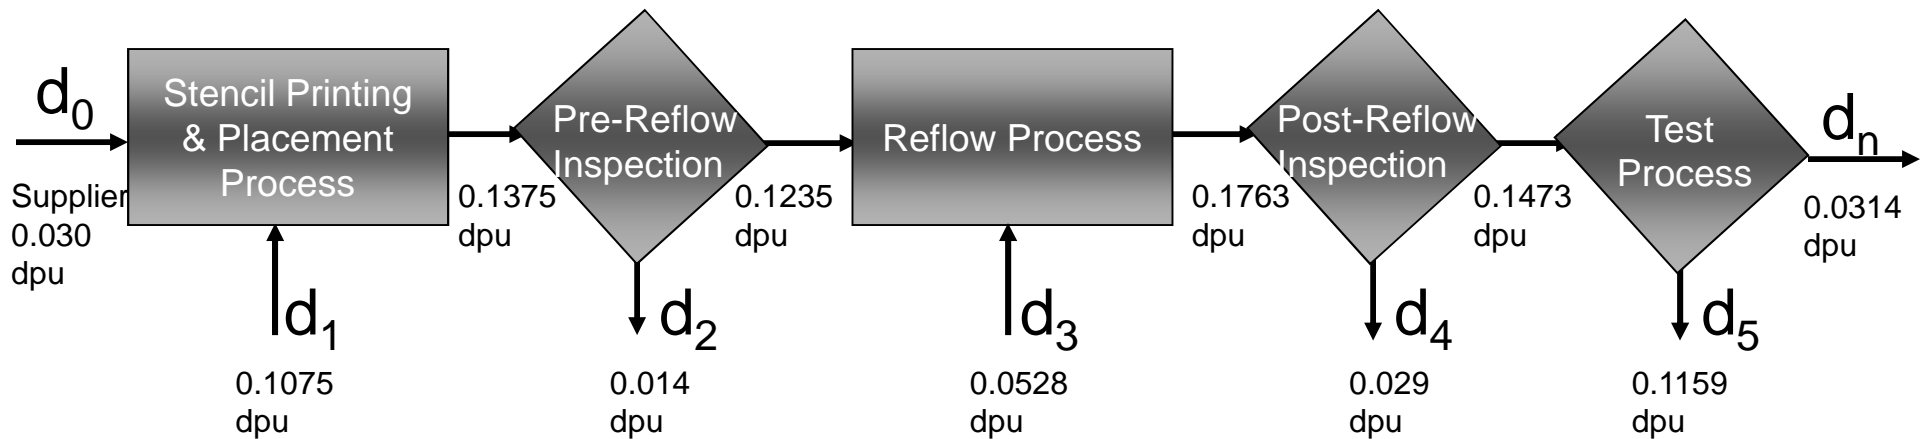 d0
Supplier
0.030
dpu
Stencil Printing
& Placement
Process
d1
0.1075
dpu
0.1375
dpu
Pre-Reflow
Inspection
d2
0.014
dpu
0.1235
dpu
Reflow Process
d3
0.0528
dpu
0.1763
dpu
Post-Reflow
Inspection
d4
0.029
dpu
0.1473
dpu
Test
Process
d5
0.1159
dpu
dn
0.0314
dpu